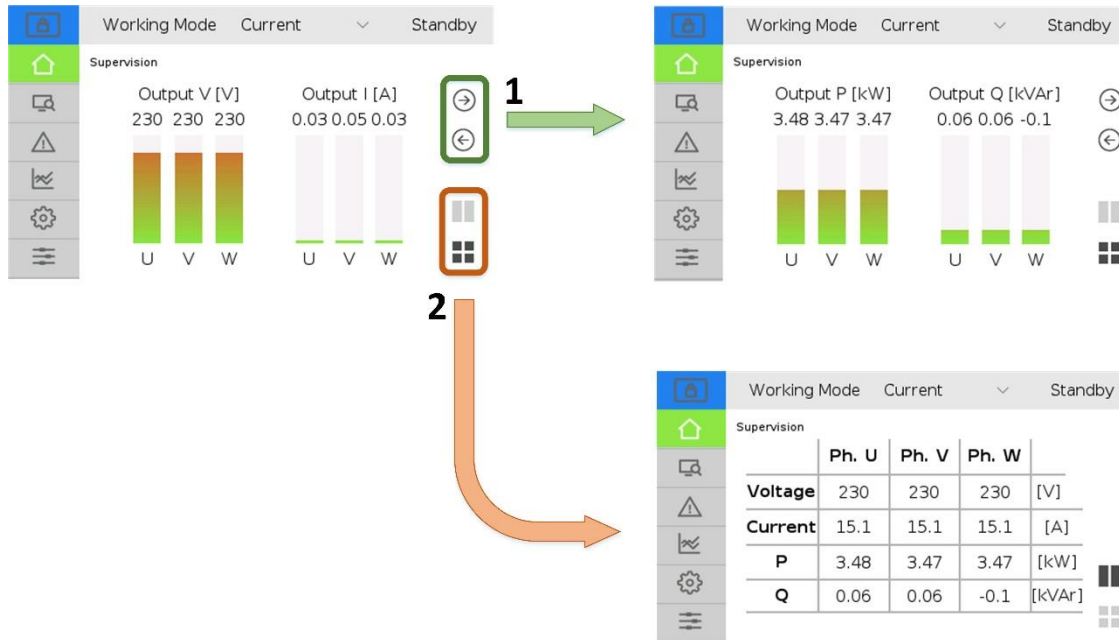 Working Mode Current Standby
Supervision
Output V [V] Output I [A]
230 230 230 0.03 0.05 0.03
U V W U V W
1
2
Working Mode Current Standby
Supervision
Output P [kW] Output Q [kVAr]
3.48 3.47 3.47 0.06 0.06 -0.1
U V W U V W
Working Mode Current Standby
Supervision
Ph. U Ph. V Ph. W
Voltage 230 230 230 [V]
Current 15.1 15.1 15.1 [A]
P 3.48 3.47 3.47 [kW]
Q 0.06 0.06 -0.1 [kVAr]